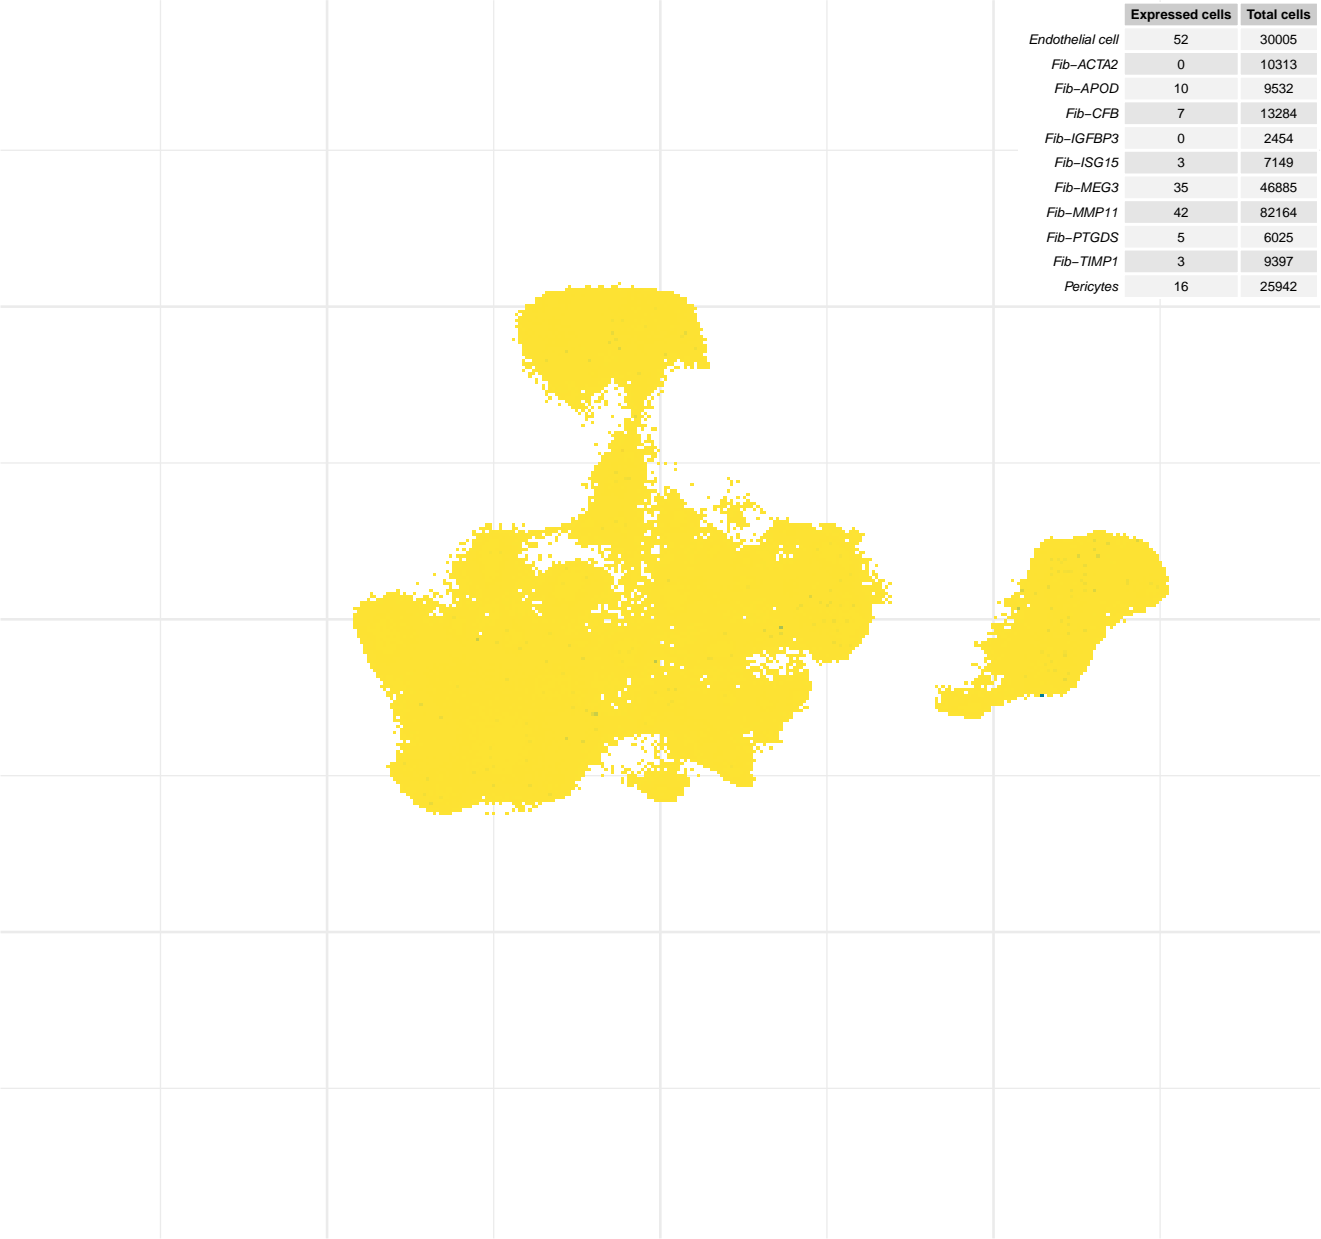 Expressed cells Total cells
Endothelial cell 52 30005
Fib−ACTA2 0 10313
Fib−APOD 10 9532
Fib−CFB 7 13284
Fib−IGFBP3 0 2454
Fib−ISG15 3 7149
Fib−MEG3 35 46885
Fib−MMP11 42 82164
Fib−PTGDS 5 6025
Fib−TIMP1 3 9397
Pericytes 16 25942